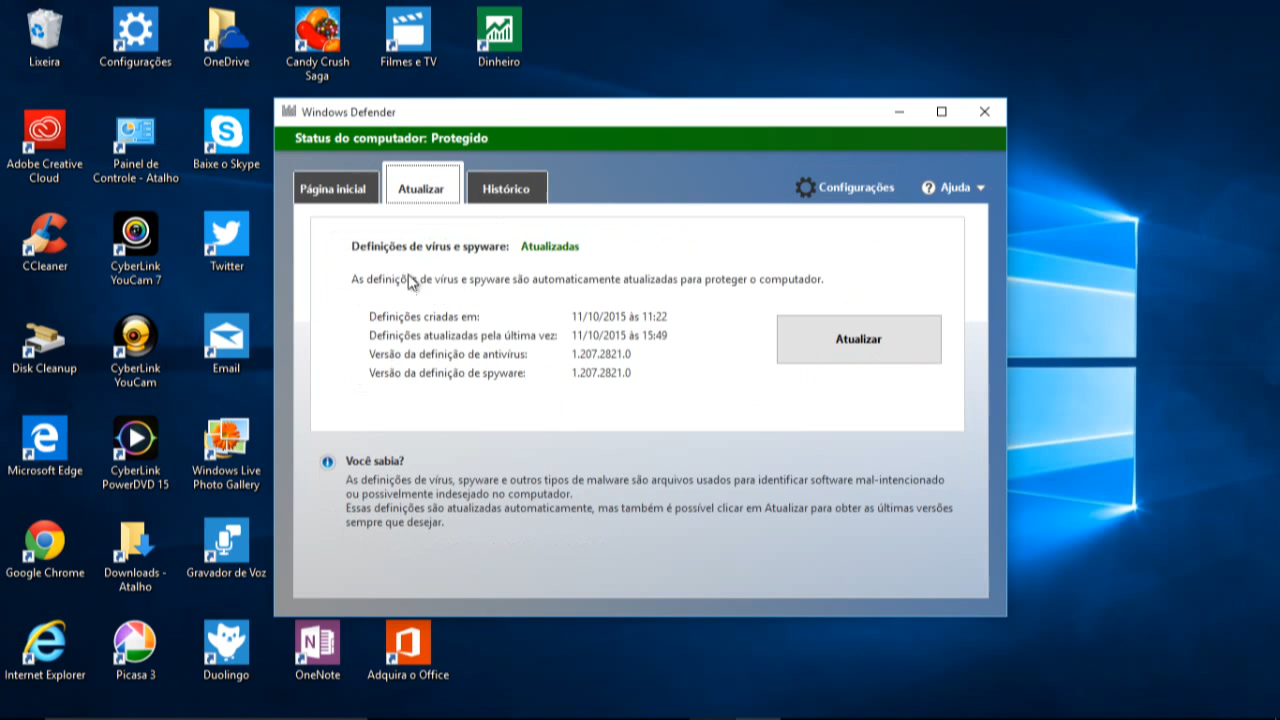 Lixeira
Configurações
OneDrive
Candy Crush
Saga
Filmes e TV
Dinheiro
Adobe Creative
Cloud
Painel de
Controle - Atalho
Baixe o Skype
CCleaner
CyberLink
YouCam 7
Twitter
Disk Cleanup
CyberLink
YouCam
Email
Microsoft Edge
CyberLink
PowerDVD 15
Windows Live
Photo Gallery
Google Chrome
Downloads -
Atalho
Gravador de Voz
Internet Explorer
Picasa 3
Duolingo
OneNote
Adquira o Office
Windows Defender
Status do computador: Protegido
Página inicial
Atualizar
Histórico
Configurações
Ajuda
Definições de vírus e spyware: Atualizadas
As definições de vírus e spyware são automaticamente atualizadas para proteger o computador.
Definições criadas em: 11/10/2015 às 11:22
Definições atualizadas pela última vez: 11/10/2015 às 15:49
Versão da definição de antivírus: 1.207.2821.0
Versão da definição de spyware: 1.207.2821.0
Atualizar
Você sabia?
As definições de vírus, spyware e outros tipos de malware são arquivos usados para identificar software mal-intencionado
ou possivelmente indesejado no computador.
Essas definições são atualizadas automaticamente, mas também é possível clicar em Atualizar para obter as últimas versões
sempre que desejar.